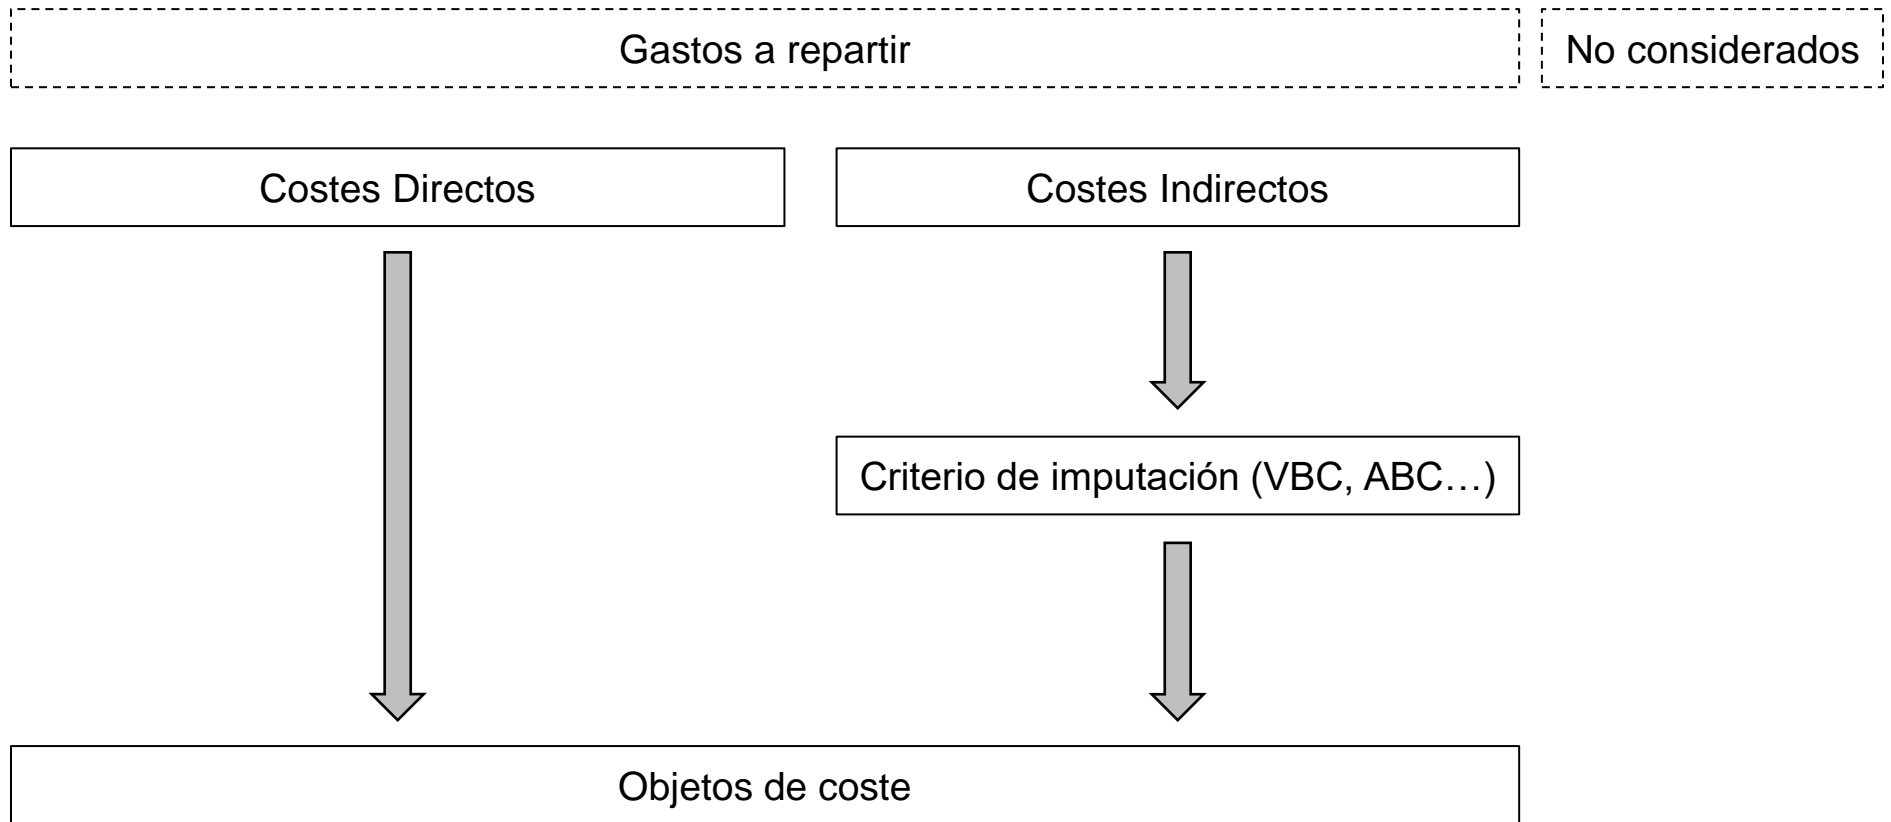 Gastos a repartir
No considerados
Costes Directos
Costes Indirectos
Criterio de imputación (VBC, ABC…)
Objetos de coste